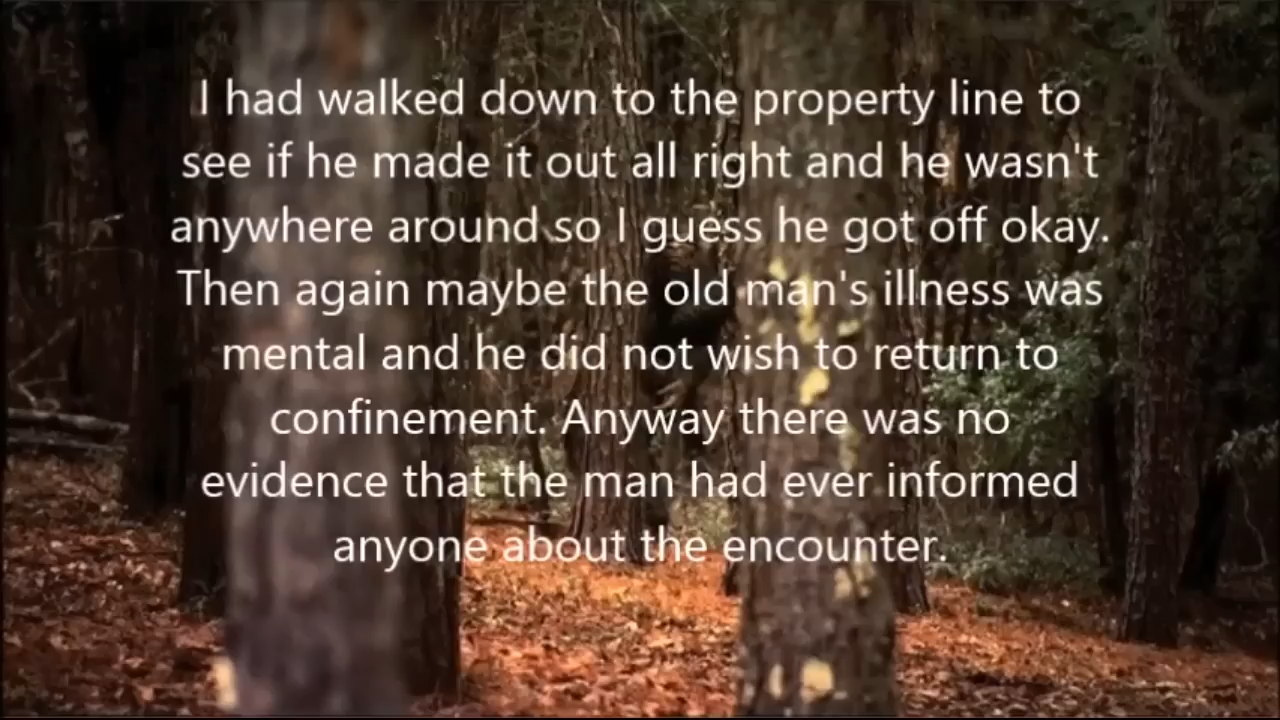 I had walked down to the property line to
see if he made it out all right and he wasn't
anywhere around so I guess he got off okay.
Then again maybe the old man's illness was
mental and he did not wish to return to
confinement. Anyway there was no
evidence that the man had ever informed
anyone about the encounter.